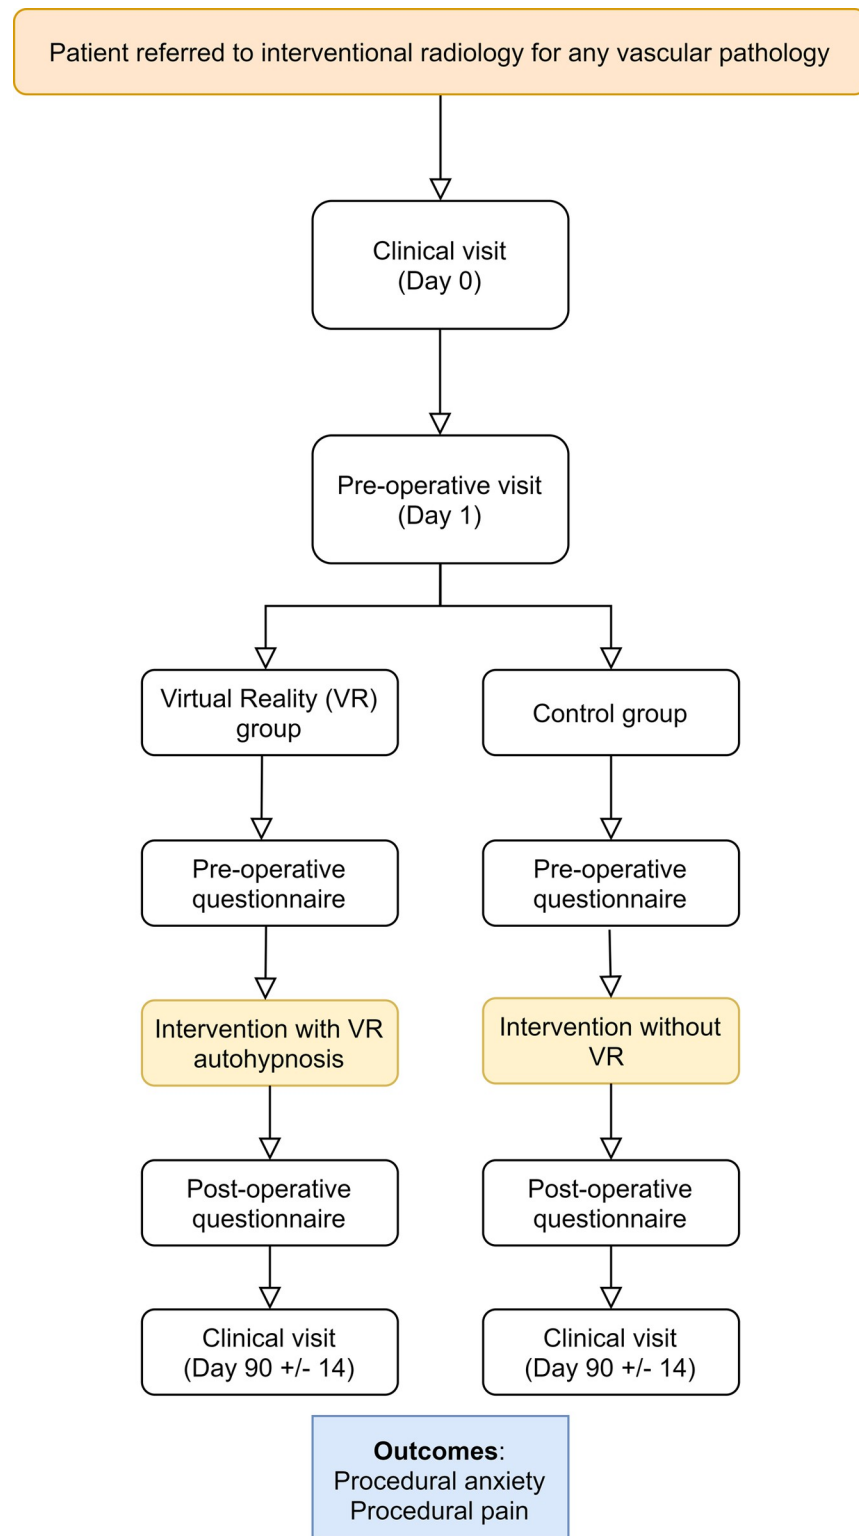 Patient referred to interventional radiology for any vascular pathology
Clinical visit
(Day 0)
Pre-operative visit
(Day 1)
Virtual Reality (VR)
group
Control group
Pre-operative
questionnaire
Pre-operative
questionnaire
Intervention with VR
autohypnosis
Intervention without
VR
Post-operative
questionnaire
Post-operative
questionnaire
Clinical visit
(Day 90 +/- 14)
Clinical visit
(Day 90 +/- 14)
Outcomes:
Procedural anxiety
Procedural pain